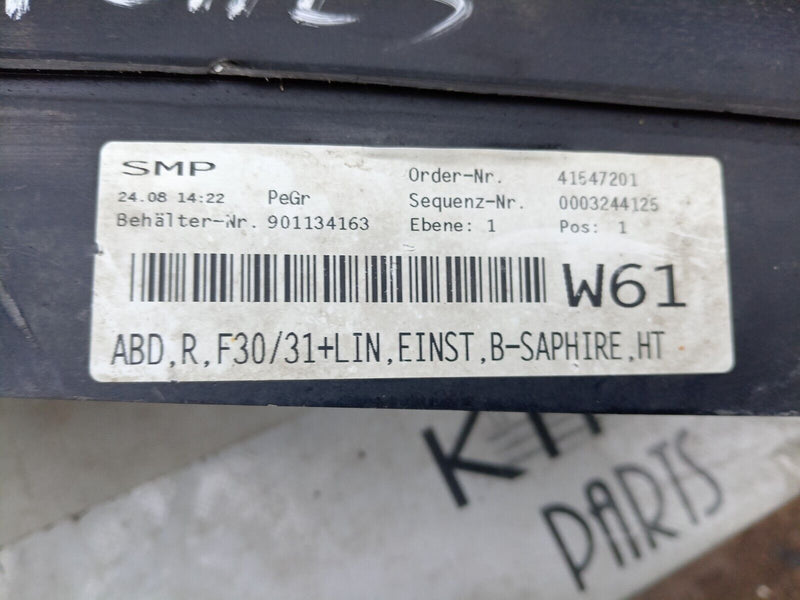 SMP
Order-Nr. 41547201
24.08 14:22 PeGr Sequenz-Nr. 0003244125
Behälter-Nr. 901134163 Ebene: 1 Pos: 1
W61
ABD,R,F30/31+LIN,EINST,B-SAPHIRE,HT
PARTS